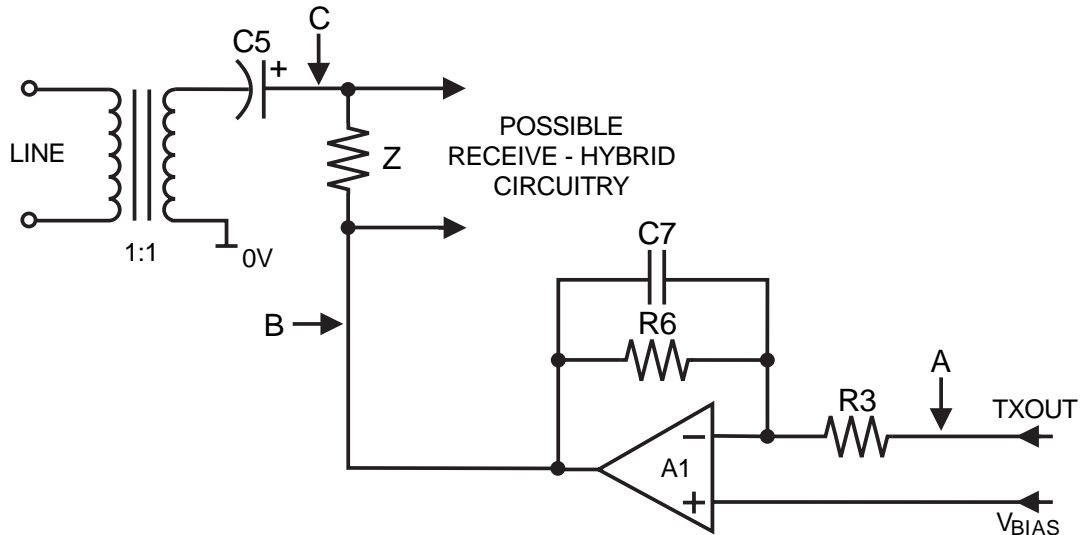 C
C5
+
LINE
Z
POSSIBLE
RECEIVE - HYBRID
CIRCUITRY
1:1
0V
C7
B
R6
A
R3
TXOUT
A1
VBIAS